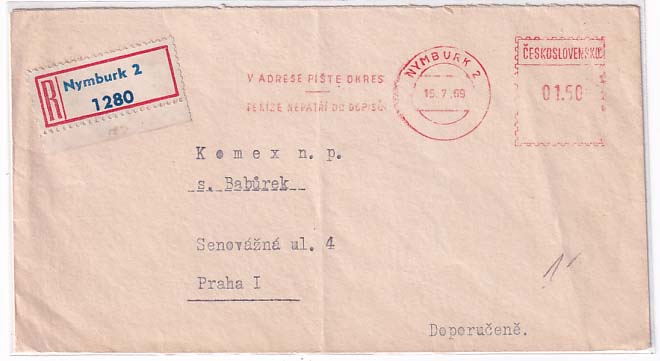 R
Nymburk 2
1280
V ADRESE PIŠTE OKRES
PENÍZE NEPATŘÍ DO DOPISŮ
NYMBURK 2
15. 7. 69
ČESKOSLOVENSKO
01.50
Komex n. p.
s. Babůrek
Senovážná ul. 4
Praha I
Doporučeně.